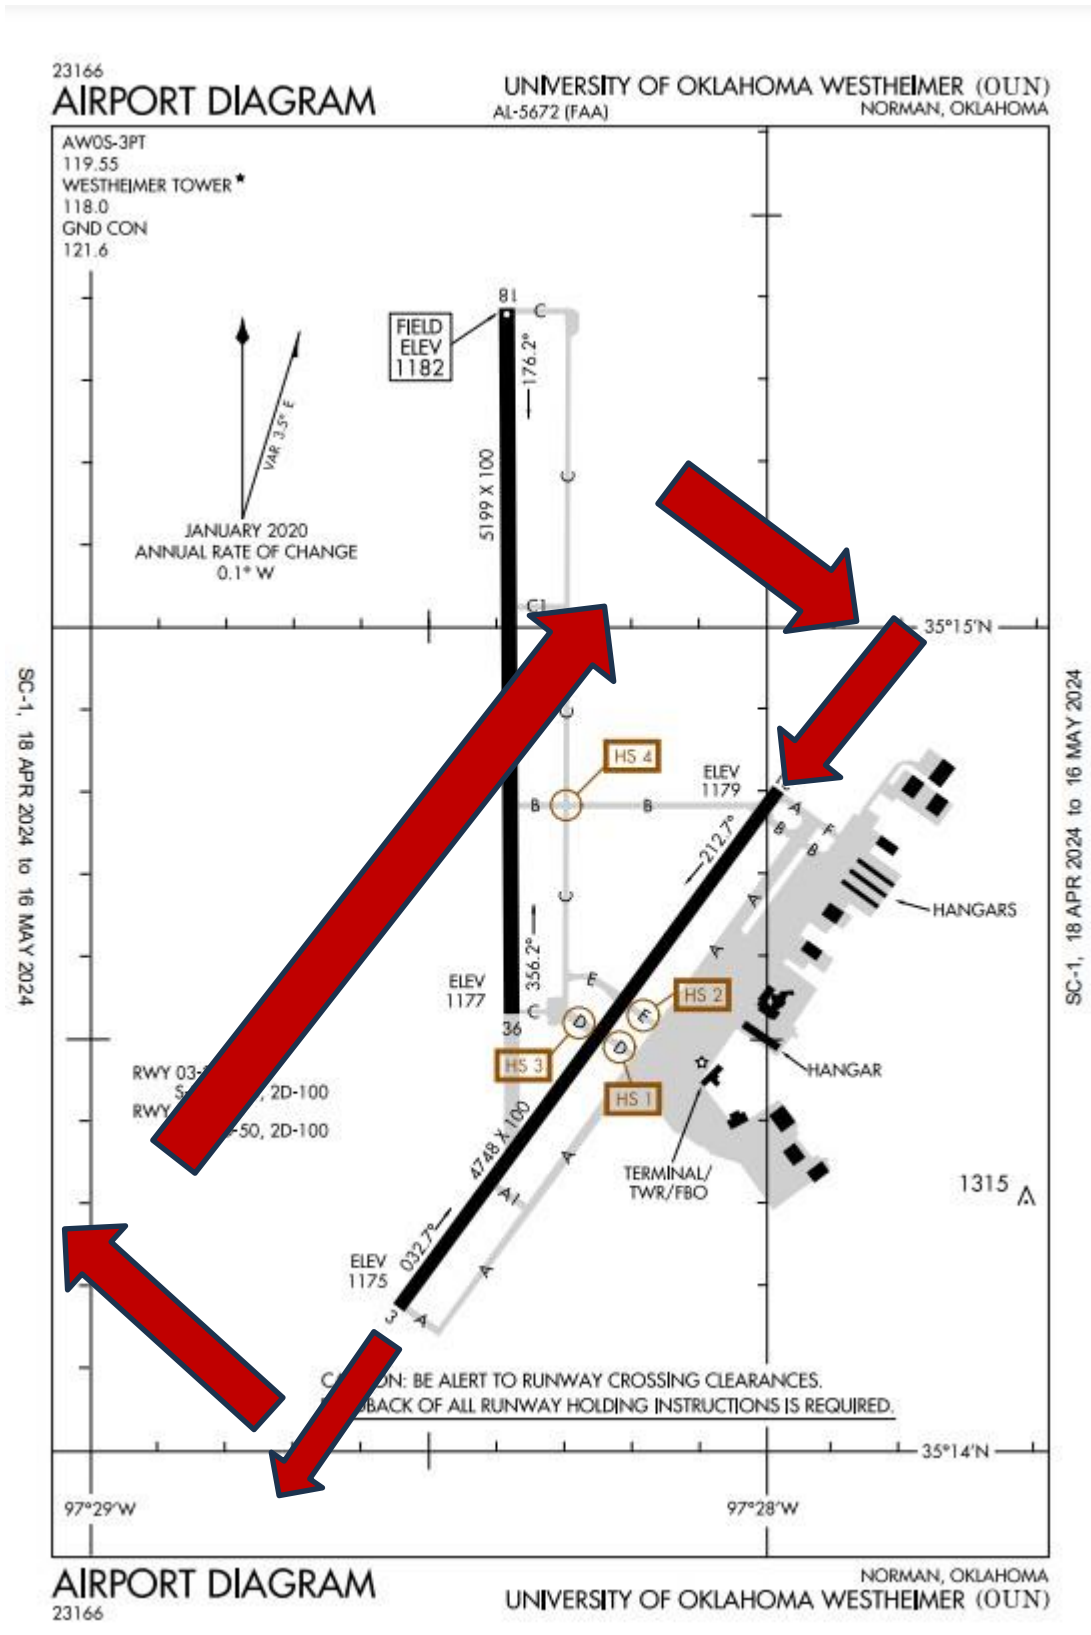 23166
AIRPORT DIAGRAM
UNIVERSITY OF OKLAHOMA WESTHEIMER (OUN)
AL-5672 (FAA)
NORMAN, OKLAHOMA
AWOS-3PT
119.55
WESTHEIMER TOWER ★
118.0
GND CON
121.6
18
C
FIELD
ELEV
1182
176.2°
VAR 3.5° E
C
5199 X 100
JANUARY 2020
ANNUAL RATE OF CHANGE
0.1° W
C1
35°15'N
SC-1, 18 APR 2024 to 16 MAY 2024
SC-1, 18 APR 2024 to 16 MAY 2024
C
HS 4
ELEV
1179
B
B
A
F
B
B
212.7°
C
A
HANGARS
A
356.2°
E
ELEV
1177
C
HS 2
E
D
D
36
HS 3
HS 1
HANGAR
RWY 03-
S-
, 2D-100
RWY
-50, 2D-100
4748 X 100
A
TERMINAL/
TWR/FBO
1315
A1
032.7°
ELEV
1175
A
3
A
ON: BE ALERT TO RUNWAY CROSSING CLEARANCES.
BACK OF ALL RUNWAY HOLDING INSTRUCTIONS IS REQUIRED.
35°14'N
97°29'W
97°28'W
AIRPORT DIAGRAM
23166
NORMAN, OKLAHOMA
UNIVERSITY OF OKLAHOMA WESTHEIMER (OUN)